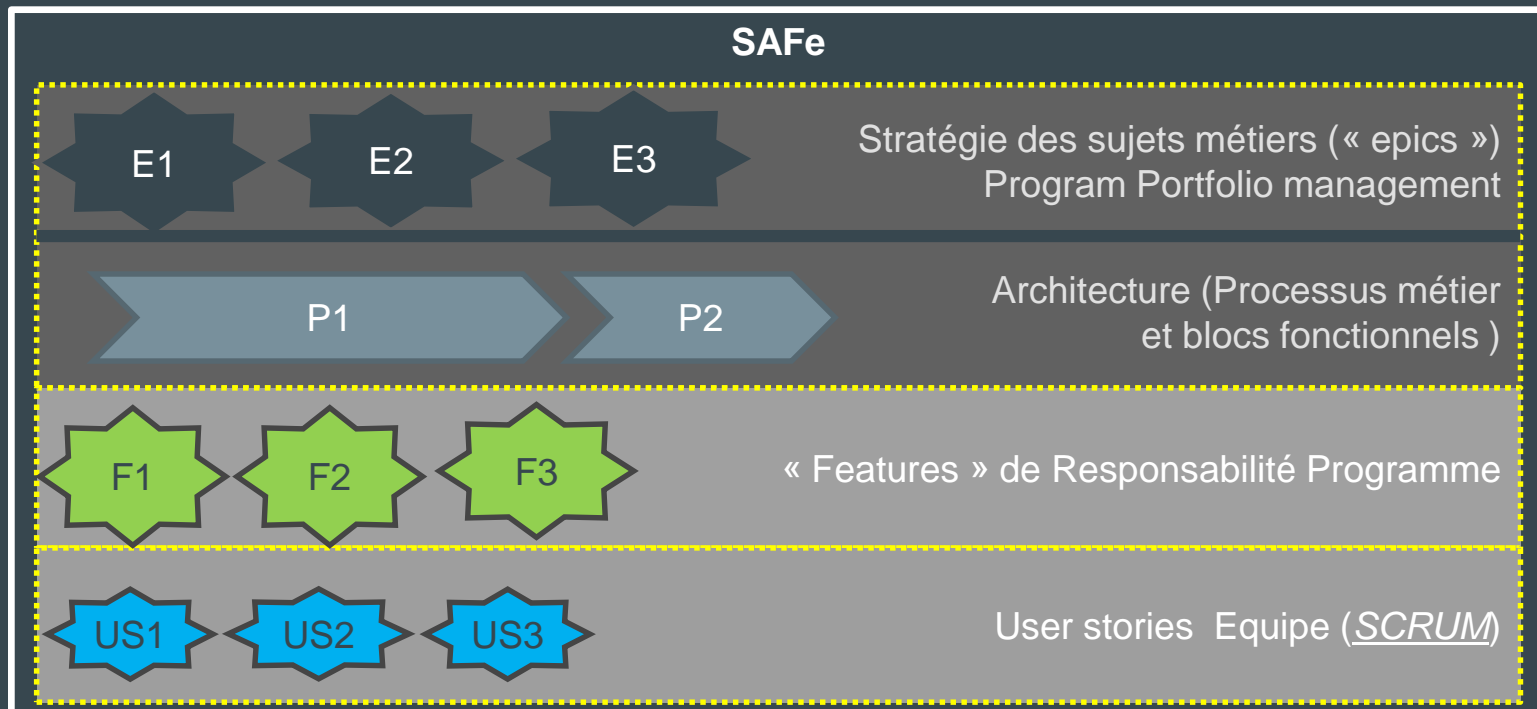 SAFe
E1
E2
E3
Stratégie des sujets métiers (« epics »)
Program Portfolio management
P1
P2
Architecture (Processus métier
et blocs fonctionnels )
F1
F2
F3
« Features » de Responsabilité Programme
US1
US2
US3
User stories  Equipe (SCRUM)